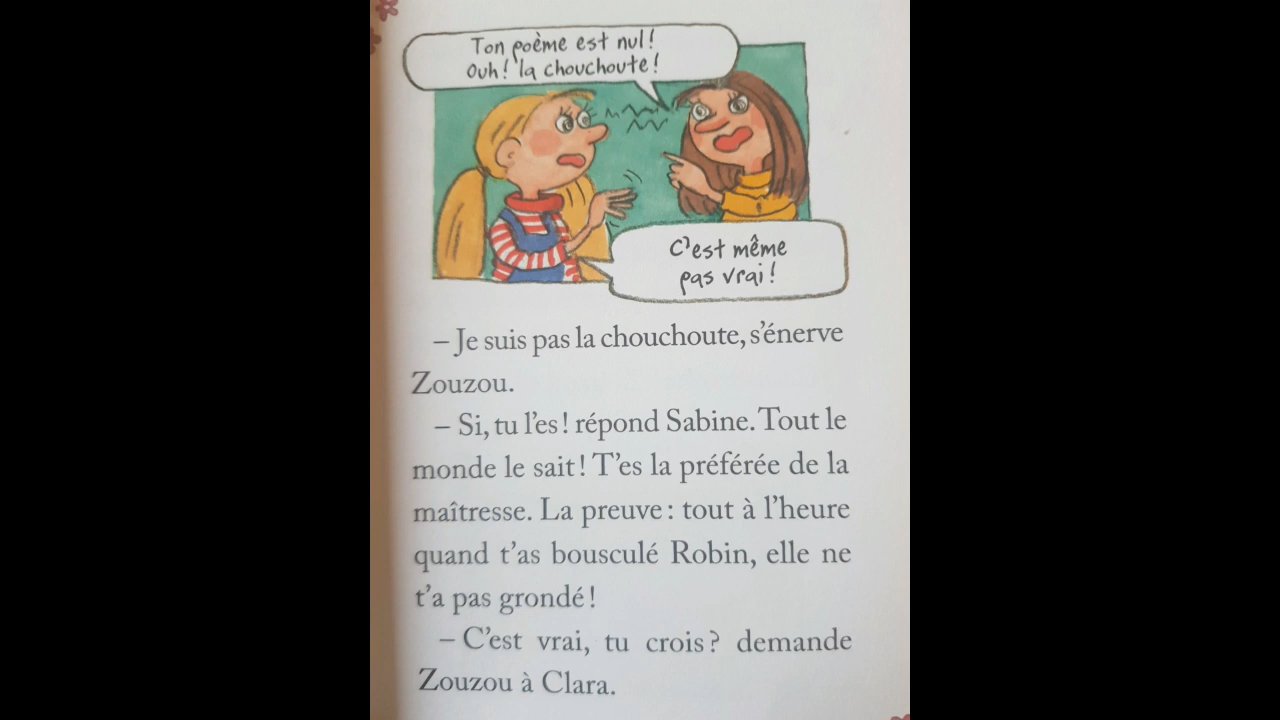 Ton poème est nul!
Ouh! la chouchoute!
C'est même
pas vrai!
– Je suis pas la chouchoute, s'énerve
Zouzou.
– Si, tu l'es! répond Sabine. Tout le
monde le sait! T'es la préférée de la
maîtresse. La preuve: tout à l'heure
quand t'as bousculé Robin, elle ne
t'a pas grondé!
– C'est vrai, tu crois? demande
Zouzou à Clara.